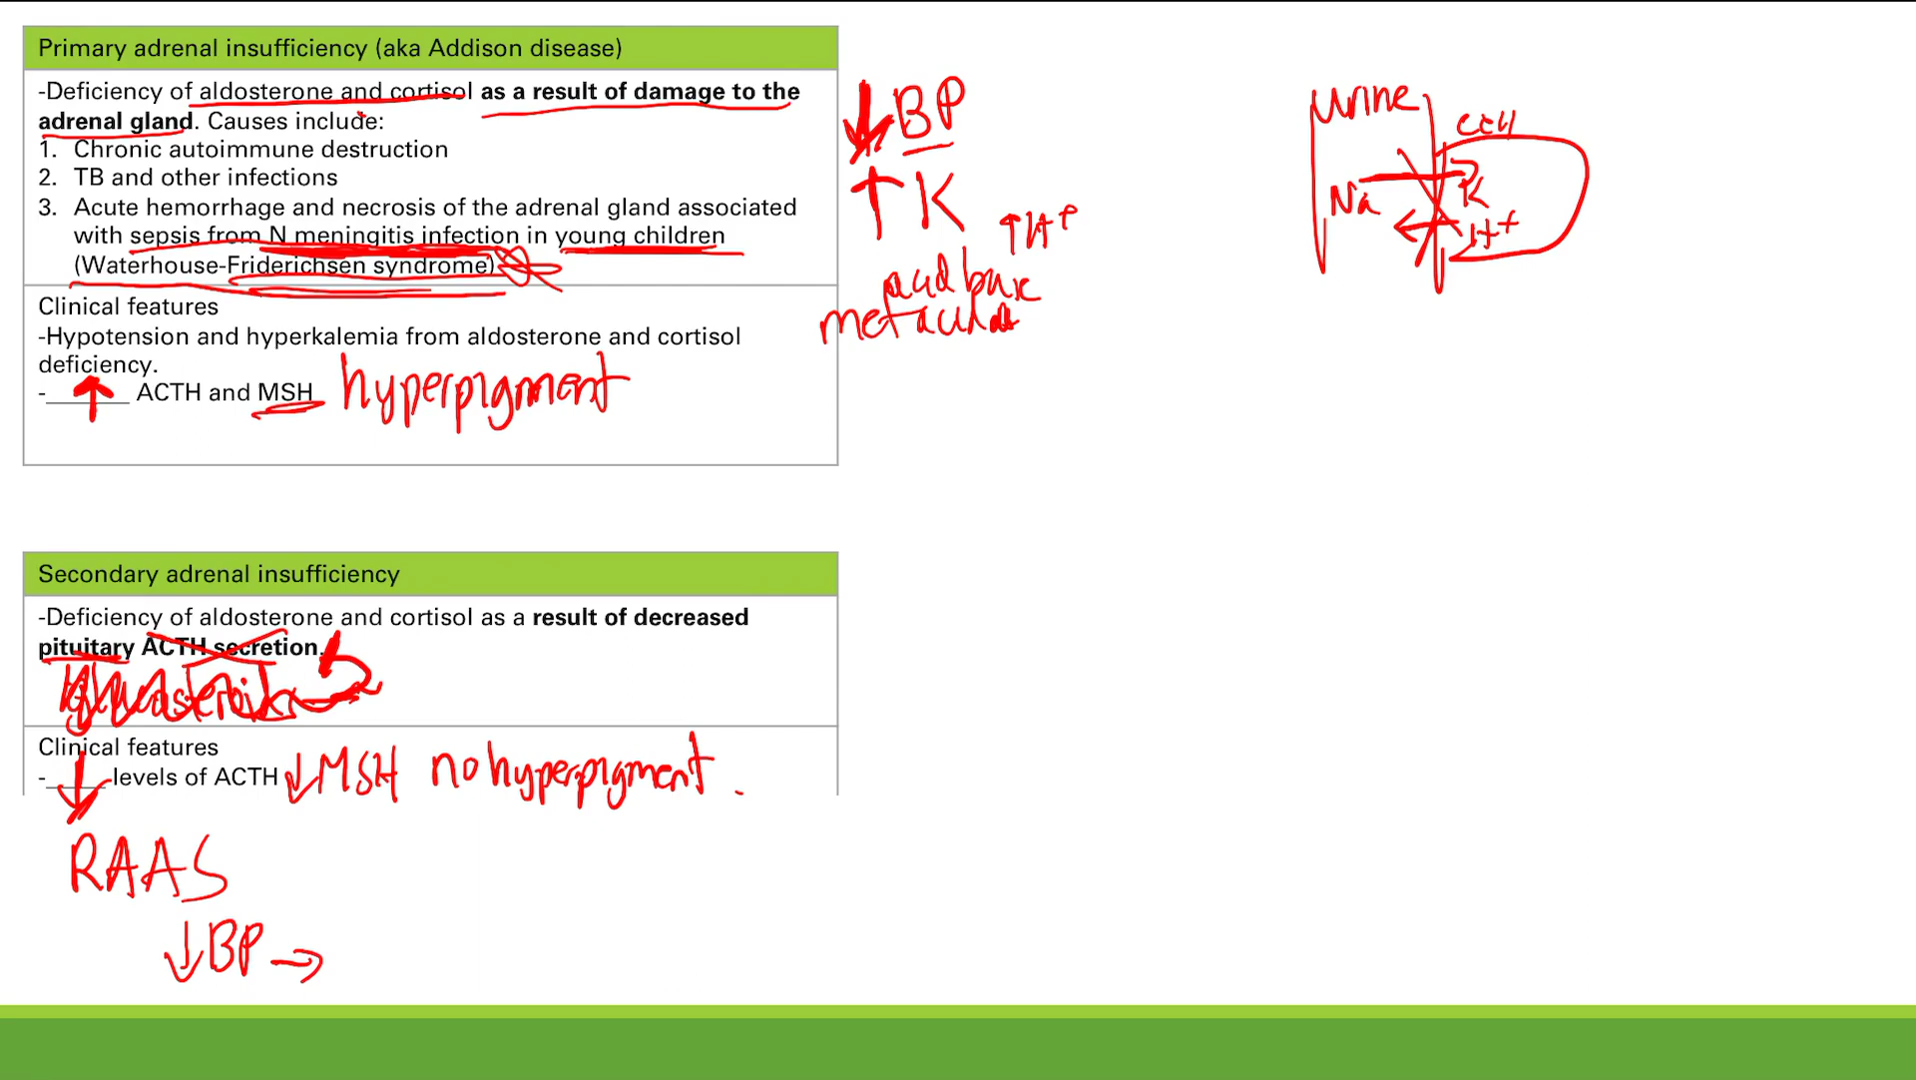 Primary adrenal insufficiency (aka Addison disease)
-Deficiency of aldosterone and cortisol as a result of damage to the
adrenal gland. Causes include:
1. Chronic autoimmune destruction
2. TB and other infections
3. Acute hemorrhage and necrosis of the adrenal gland associated
with sepsis from N meningitis infection in young children
(Waterhouse-Friderichsen syndrome)
Clinical features
-Hypotension and hyperkalemia from aldosterone and cortisol
deficiency.
-______ ↑ ACTH and MSH hyperpigment
↓BP
↑K
↑H+
acid base
met acid
urine
cell
Na K
H+
Secondary adrenal insufficiency
-Deficiency of aldosterone and cortisol as a result of decreased
pituitary ACTH secretion.
Clinical features
-____ ↓ levels of ACTH ↓MSH no hyperpigment.
RAAS
↓BP →